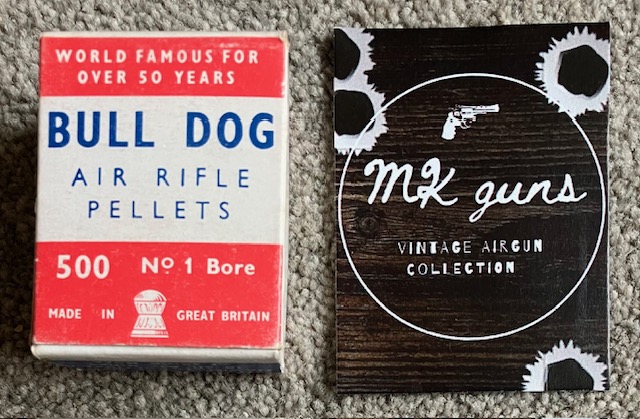 WORLD FAMOUS FOR
OVER 50 YEARS
BULL DOG
AIR RIFLE
PELLETS
500 Nº 1 Bore
MADE IN GREAT BRITAIN
MK guns
VINTAGE AIRGUN
COLLECTION